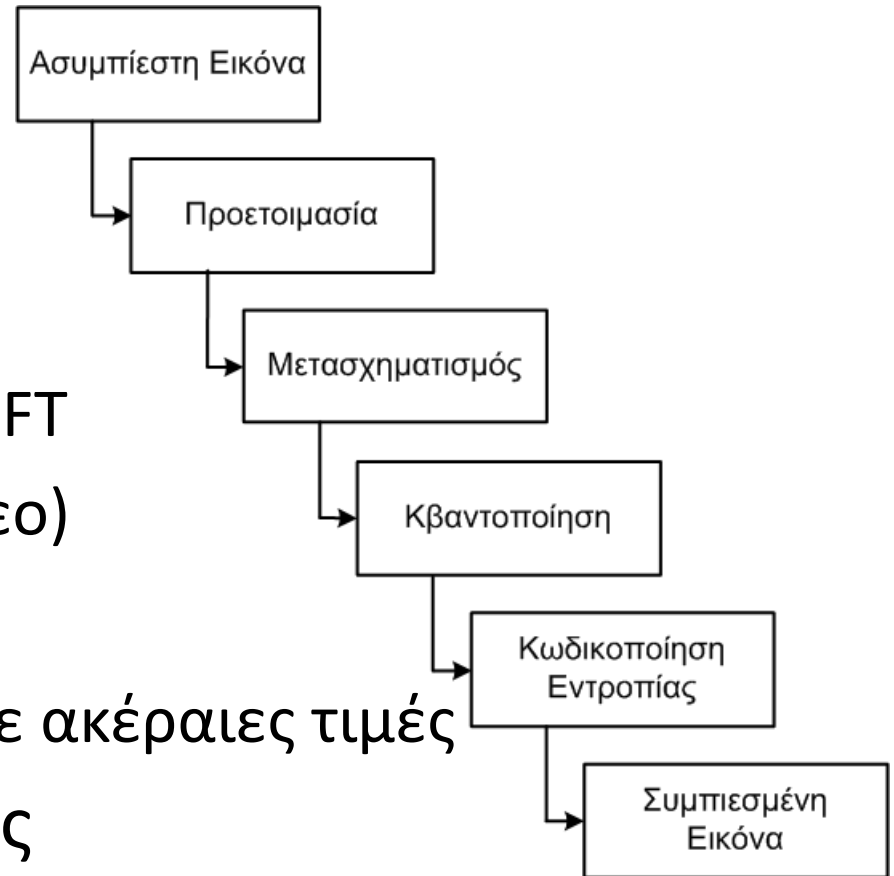 Ασυμπίεστη Εικόνα
Προετοιμασία
Μετασχηματισμός
FT
Κβαντοποίηση
εο)
Κωδικοποίηση
Εντροπίας
ε ακέραιες τιμές
Συμπιεσμένη
Εικόνα
ς